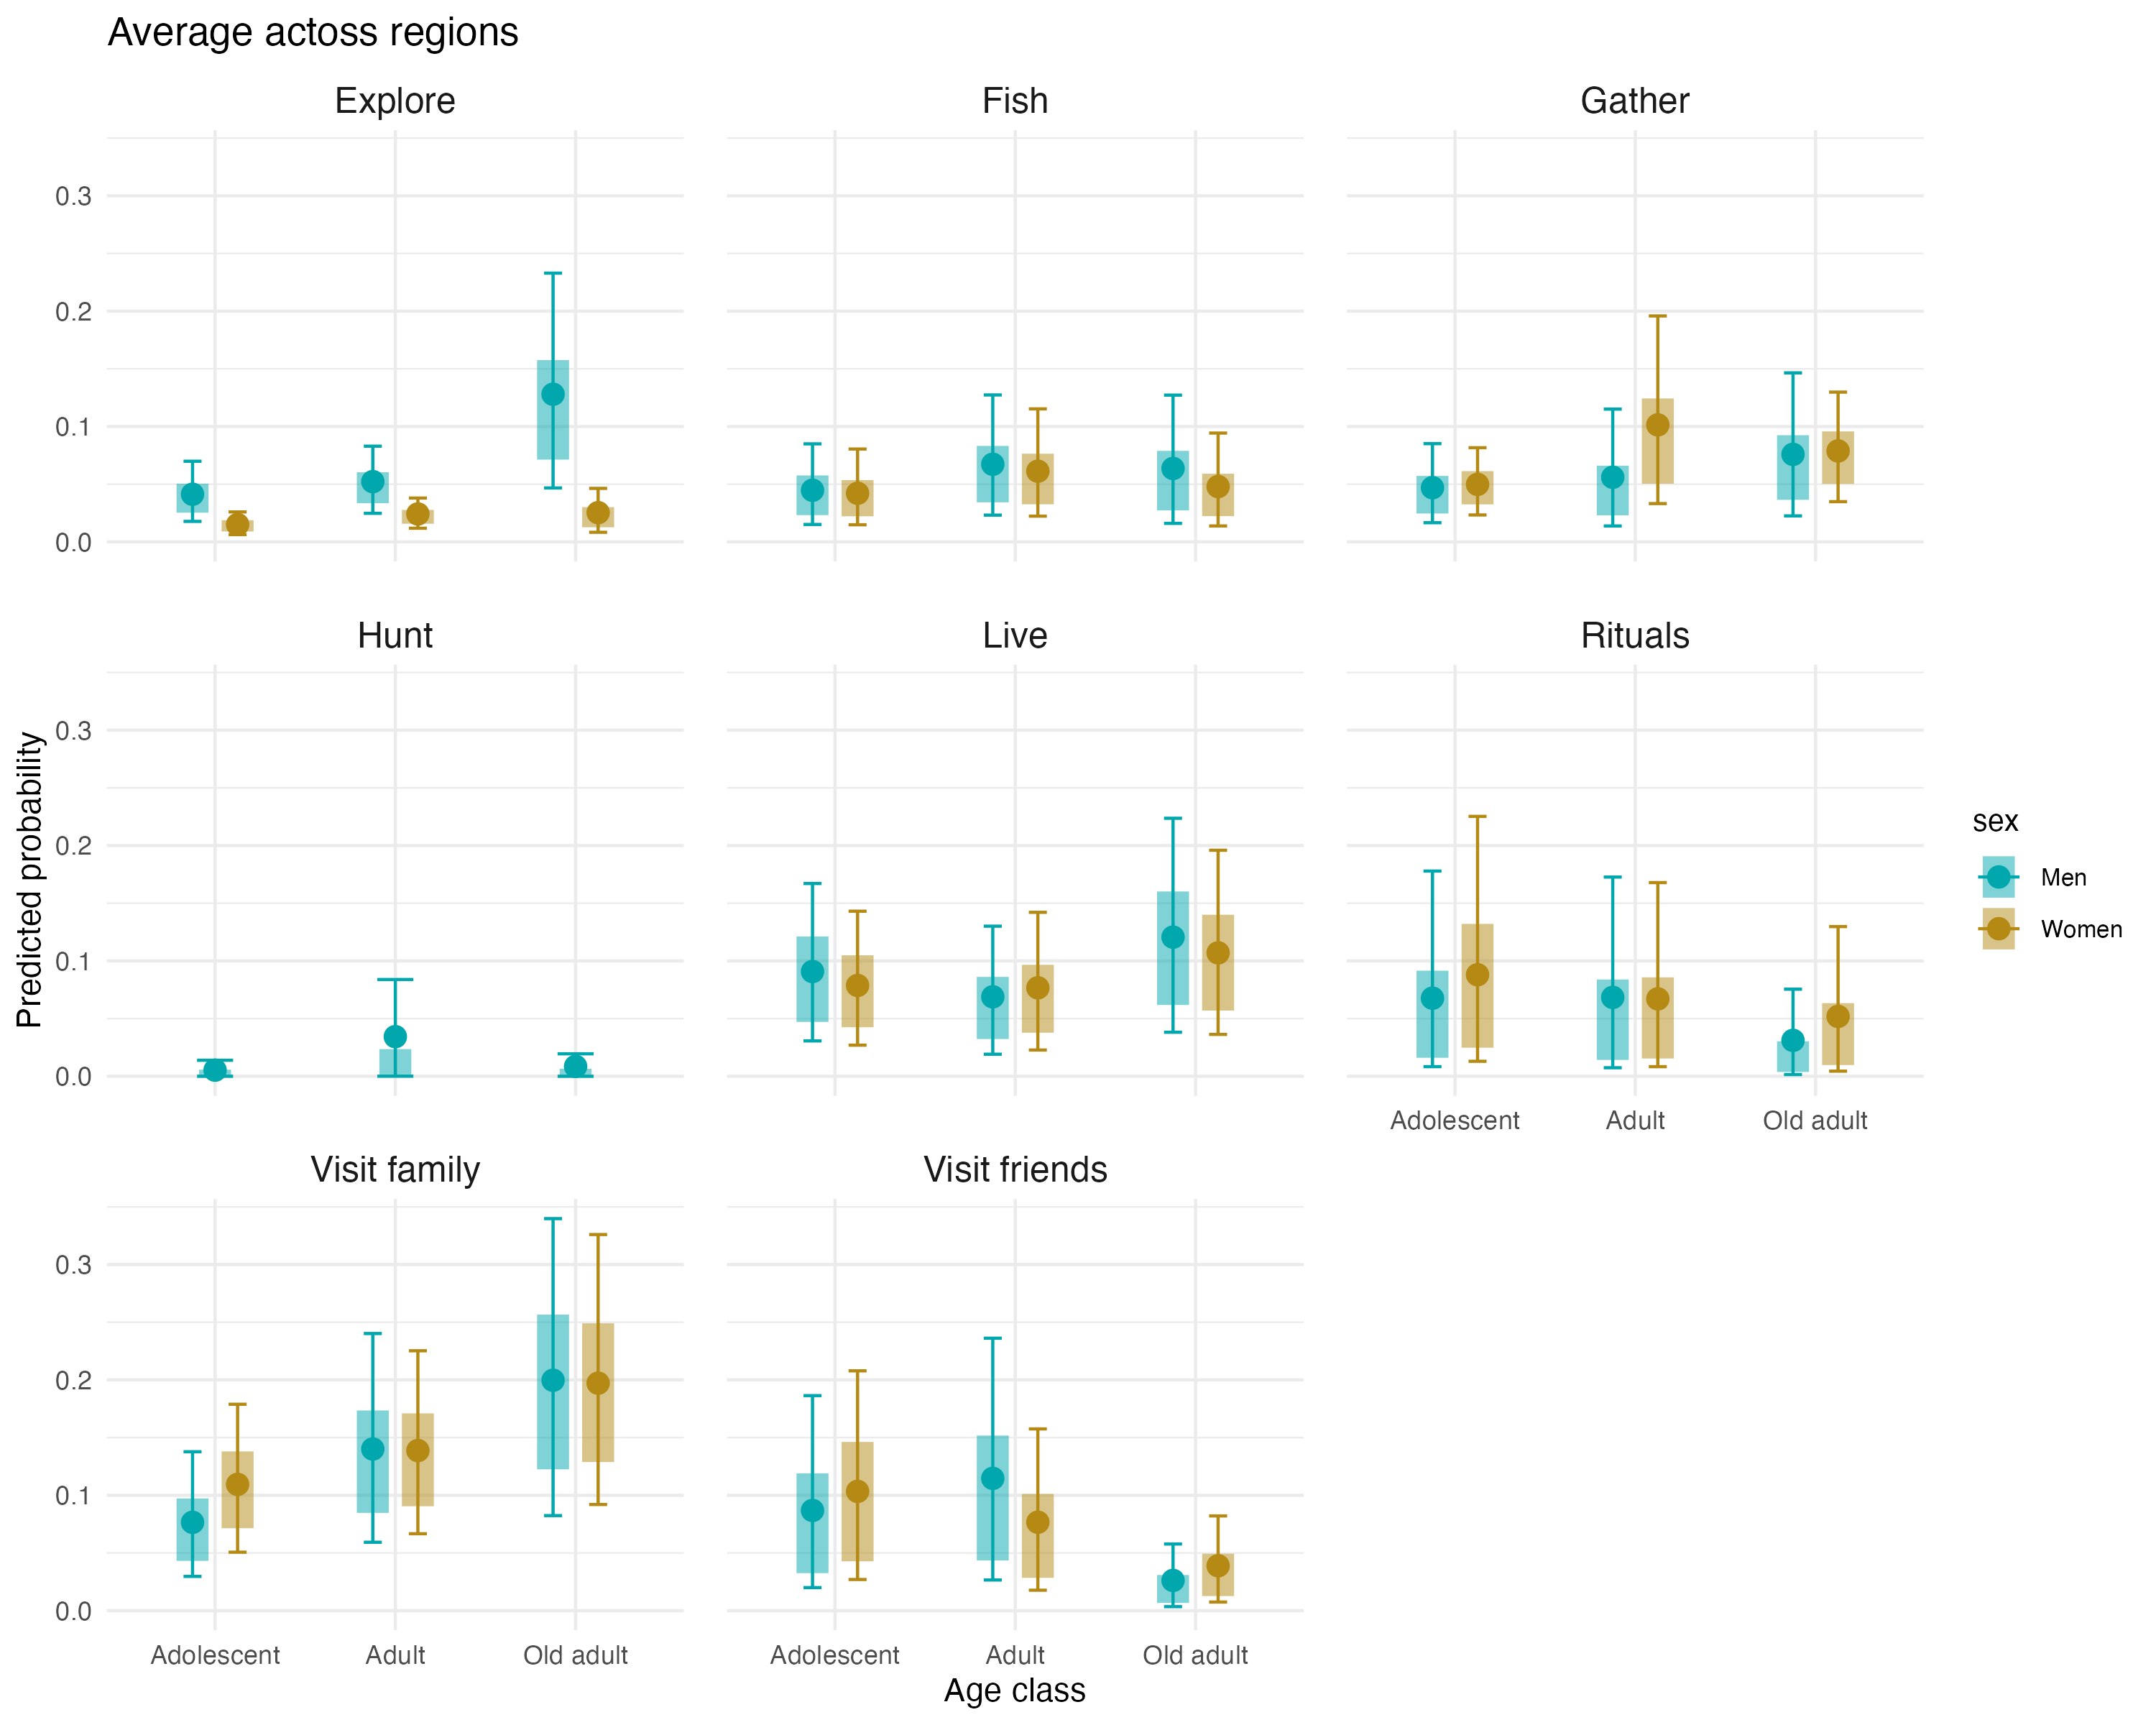 Average actoss regions
Explore
Fish
Gather
0.3
0.2
0.1
0.0
Hunt
Live
Rituals
0.3
0.2
0.1
0.0
Adolescent
Adult
Old adult
Visit family
Visit friends
0.3
0.2
0.1
0.0
Adolescent
Adult
Old adult
Adolescent
Adult
Old adult
Age class
Predicted probability
sex
Men
Women